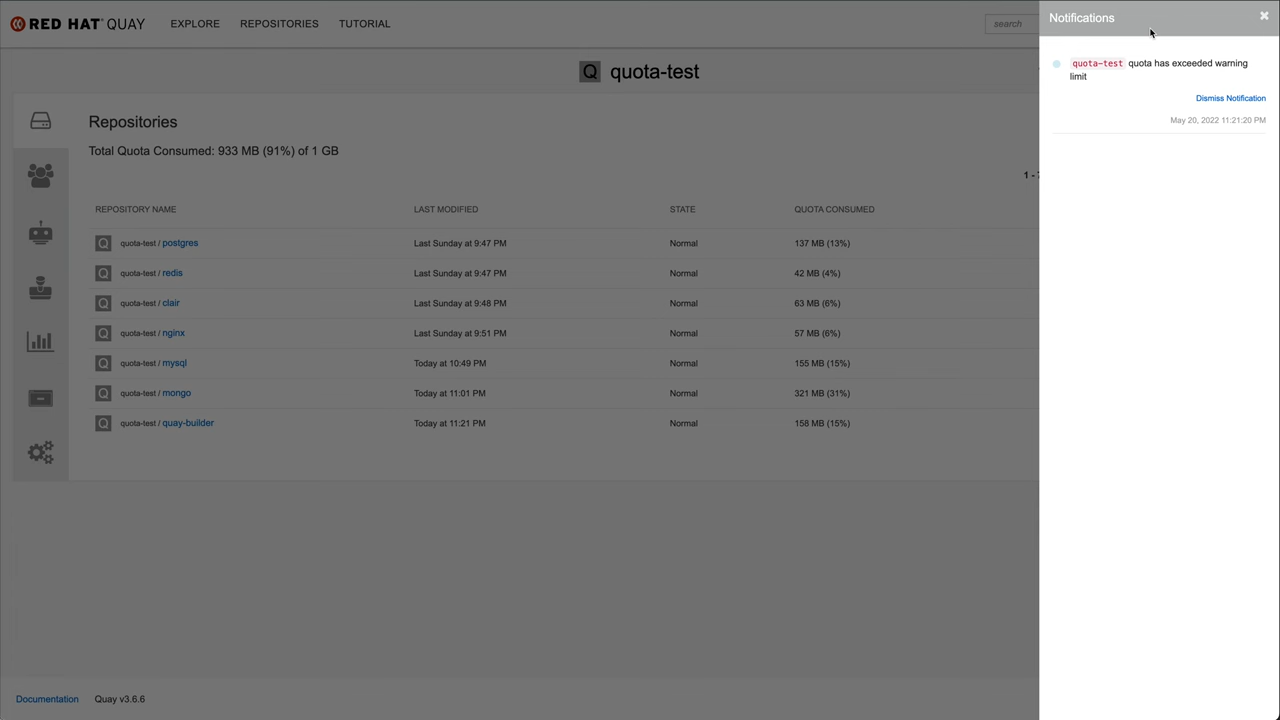 RED HAT QUAY EXPLORE REPOSITORIES TUTORIAL search
Q quota-test
Repositories
Total Quota Consumed: 933 MB (91%) of 1 GB
1 -
REPOSITORY NAME LAST MODIFIED STATE QUOTA CONSUMED
Q quota-test / postgres Last Sunday at 9:47 PM Normal 137 MB (13%)
Q quota-test / redis Last Sunday at 9:47 PM Normal 42 MB (4%)
Q quota-test / clair Last Sunday at 9:48 PM Normal 63 MB (6%)
Q quota-test / nginx Last Sunday at 9:51 PM Normal 57 MB (6%)
Q quota-test / mysql Today at 10:49 PM Normal 155 MB (15%)
Q quota-test / mongo Today at 11:01 PM Normal 321 MB (31%)
Q quota-test / quay-builder Today at 11:21 PM Normal 158 MB (15%)
Documentation Quay v3.6.6
Notifications
quota-test quota has exceeded warning
limit
Dismiss Notification
May 20, 2022 11:21:20 PM